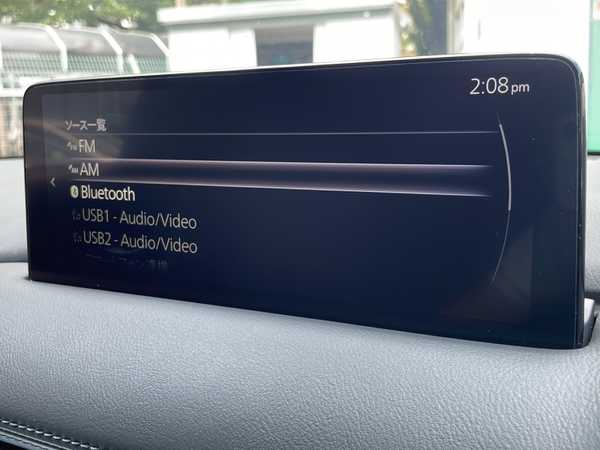 2:08pm
ソース一覧
FM
AM
Bluetooth
USB1 - Audio/Video
USB2 - Audio/Video